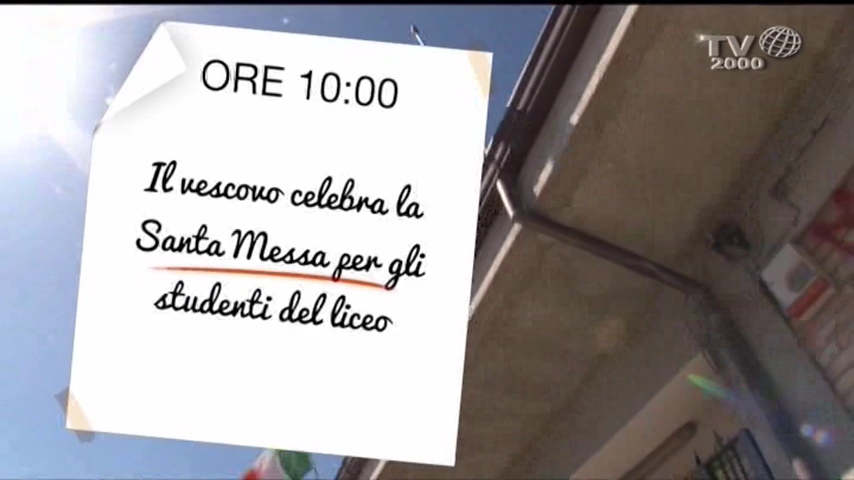 TV
2000
ORE 10:00
Il vescovo celebra la
Santa Messa per gli
studenti del liceo